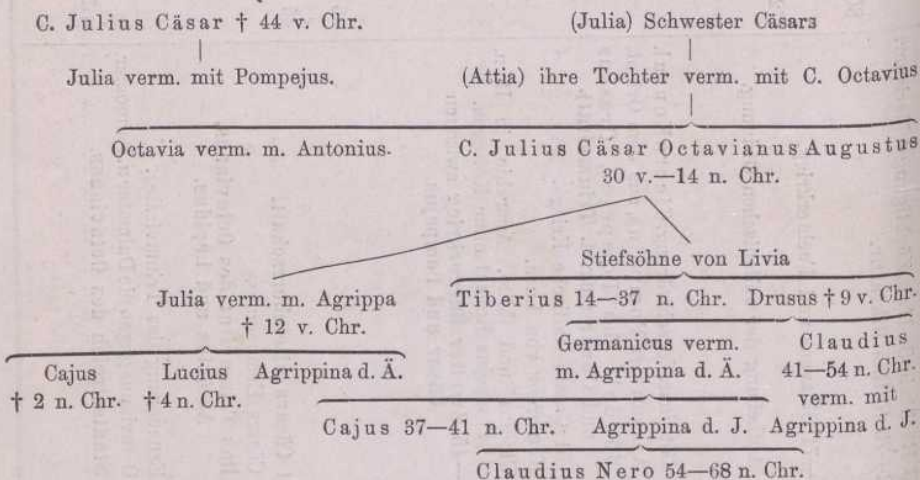 C. Julius Cäsar † 44 v. Chr. (Julia) Schwester Cäsars
Julia verm. mit Pompejus. (Attia) ihre Tochter verm. mit C. Octavius
Octavia verm. m. Antonius. C. Julius Cäsar Octavianus Augustus
30 v.—14 n. Chr.
Stiefsöhne von Livia
Julia verm. m. Agrippa Tiberius 14—37 n. Chr. Drusus † 9 v. Chr.
† 12 v. Chr.
Germanicus verm. Claudius
Cajus Lucius Agrippina d. Ä. m. Agrippina d. Ä. 41—54 n. Chr.
† 2 n. Chr. † 4 n. Chr. verm. mit
Cajus 37—41 n. Chr. Agrippina d. J. Agrippina d. J.
Claudius Nero 54—68 n. Chr.